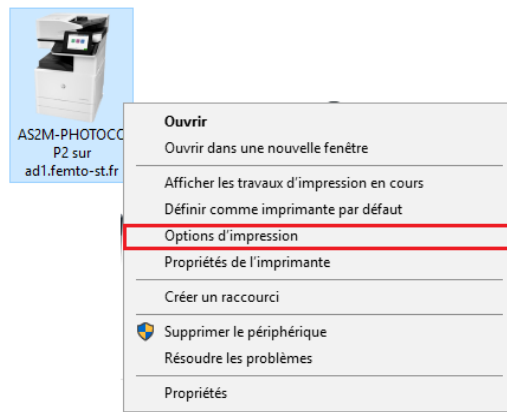 AS2M-PHOTOCO
P2 sur
ad1.femto-st.fr
Ouvrir
Ouvrir dans une nouvelle fenêtre
Afficher les travaux d'impression en cours
Définir comme imprimante par défaut
Options d'impression
Propriétés de l'imprimante
Créer un raccourci
Supprimer le périphérique
Résoudre les problèmes
Propriétés